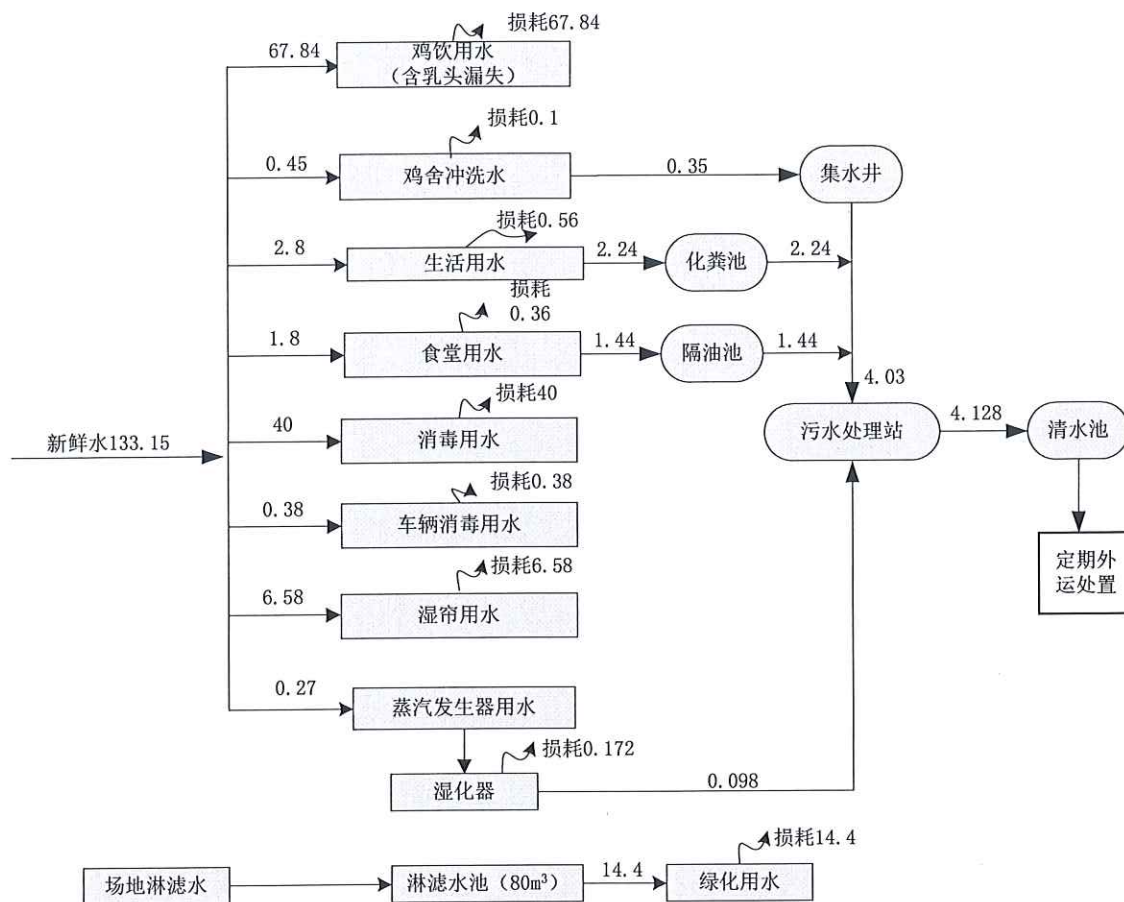 损耗67.84
67.84
鸡饮用水
（含乳头漏失）
损耗0.1
0.45
鸡舍冲洗水
0.35
集水井
损耗0.56
2.8
生活用水
2.24
化粪池
2.24
损耗
0.36
1.8
食堂用水
1.44
隔油池
1.44
4.03
损耗40
新鲜水133.15
40
消毒用水
污水处理站
4.128
清水池
损耗0.38
0.38
车辆消毒用水
定期外
运处置
损耗6.58
6.58
湿帘用水
0.27
蒸汽发生器用水
损耗0.172
湿化器
0.098
损耗14.4
场地淋滤水
淋滤水池（80m³）
14.4
绿化用水